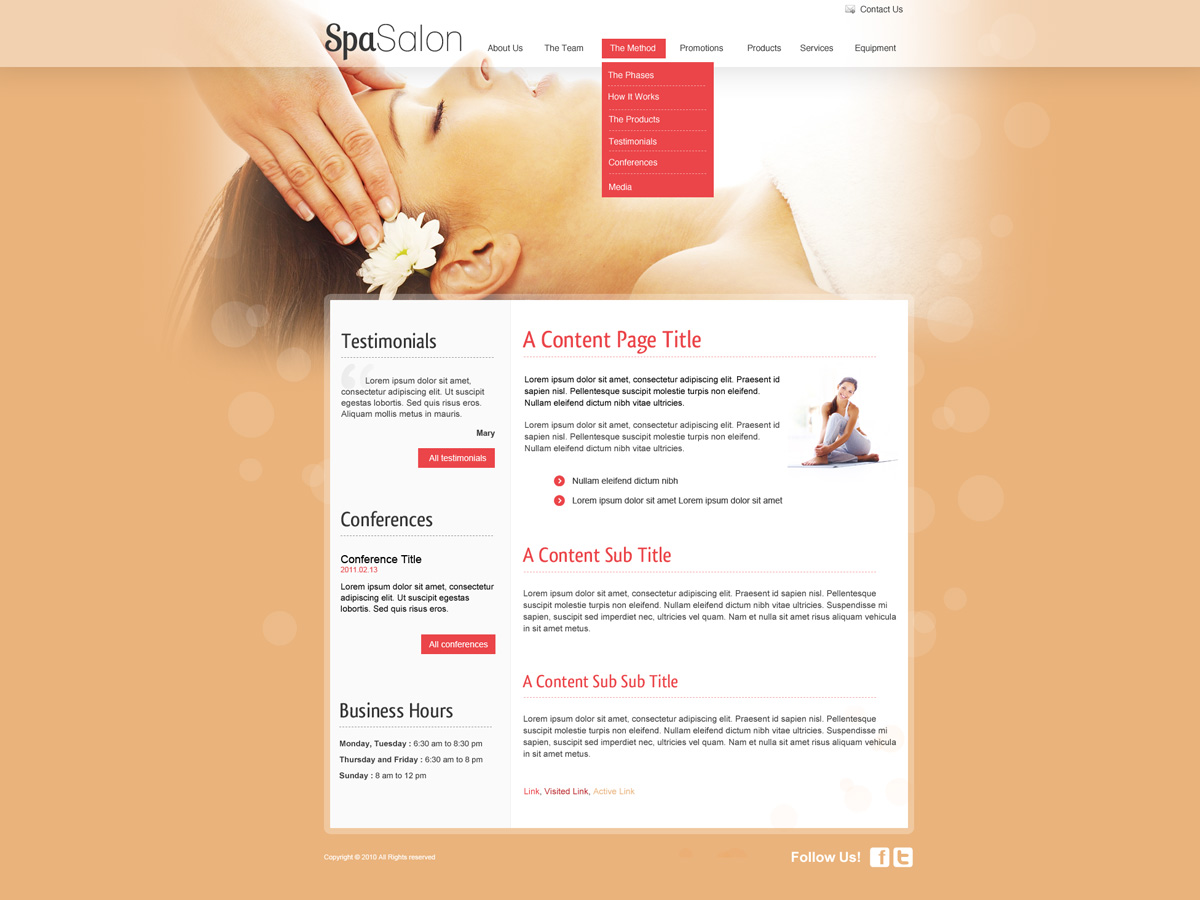 Contact Us
SpaSalon
About Us The Team The Method Promotions Products Services Equipment
The Phases
How It Works
The Products
Testimonials
Conferences
Media
Testimonials
“
Lorem ipsum dolor sit amet,
consectetur adipiscing elit. Ut suscipit
egestas lobortis. Sed quis risus eros.
Aliquam mollis metus in mauris.
Mary
All testimonials
Conferences
Conference Title
2011.02.13
Lorem ipsum dolor sit amet, consectetur
adipiscing elit. Ut suscipit egestas
lobortis. Sed quis risus eros.
All conferences
Business Hours
Monday, Tuesday : 6:30 am to 8:30 pm
Thursday and Friday : 6:30 am to 8 pm
Sunday : 8 am to 12 pm
A Content Page Title
Lorem ipsum dolor sit amet, consectetur adipiscing elit. Praesent id
sapien nisl. Pellentesque suscipit molestie turpis non eleifend.
Nullam eleifend dictum nibh vitae ultricies.
Lorem ipsum dolor sit amet, consectetur adipiscing elit. Praesent id
sapien nisl. Pellentesque suscipit molestie turpis non eleifend.
Nullam eleifend dictum nibh vitae ultricies.
Nullam eleifend dictum nibh
Lorem ipsum dolor sit amet Lorem ipsum dolor sit amet
A Content Sub Title
Lorem ipsum dolor sit amet, consectetur adipiscing elit. Praesent id sapien nisl. Pellentesque
suscipit molestie turpis non eleifend. Nullam eleifend dictum nibh vitae ultricies. Suspendisse mi
sapien, suscipit sed imperdiet nec, ultricies vel quam. Nam et nulla sit amet risus aliquam vehicula
in sit amet metus.
A Content Sub Sub Title
Lorem ipsum dolor sit amet, consectetur adipiscing elit. Praesent id sapien nisl. Pellentesque
suscipit molestie turpis non eleifend. Nullam eleifend dictum nibh vitae ultricies. Suspendisse mi
sapien, suscipit sed imperdiet nec, ultricies vel quam. Nam et nulla sit amet risus aliquam vehicula
in sit amet metus.
Link, Visited Link, Active Link
Copyright © 2010 All Rights reserved
Follow Us! f t